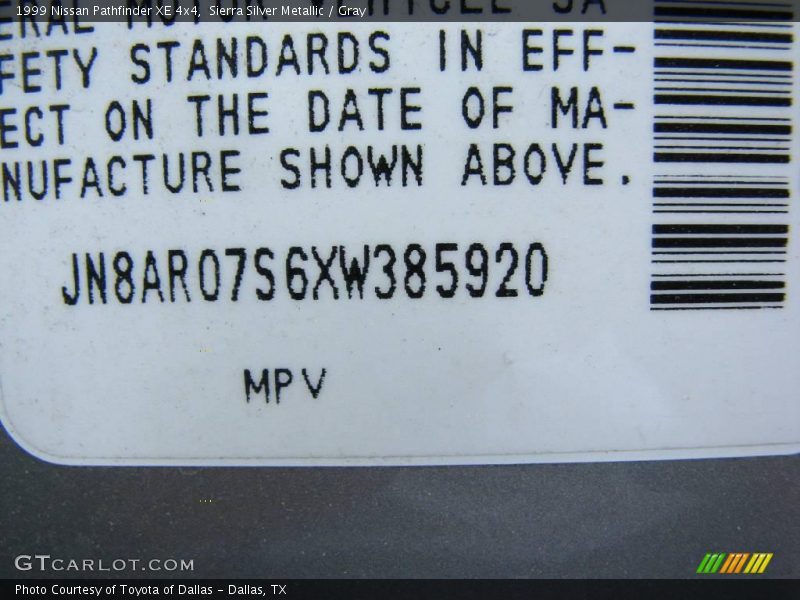 1999 Nissan Pathfinder XE 4x4, Sierra Silver Metallic / Gray
FETY STANDARDS IN EFF-
ECT ON THE DATE OF MA-
NUFACTURE SHOWN ABOVE.
JN8AR07S6XW385920
MPV
GTCARLOT.COM
Photo Courtesy of Toyota of Dallas – Dallas, TX